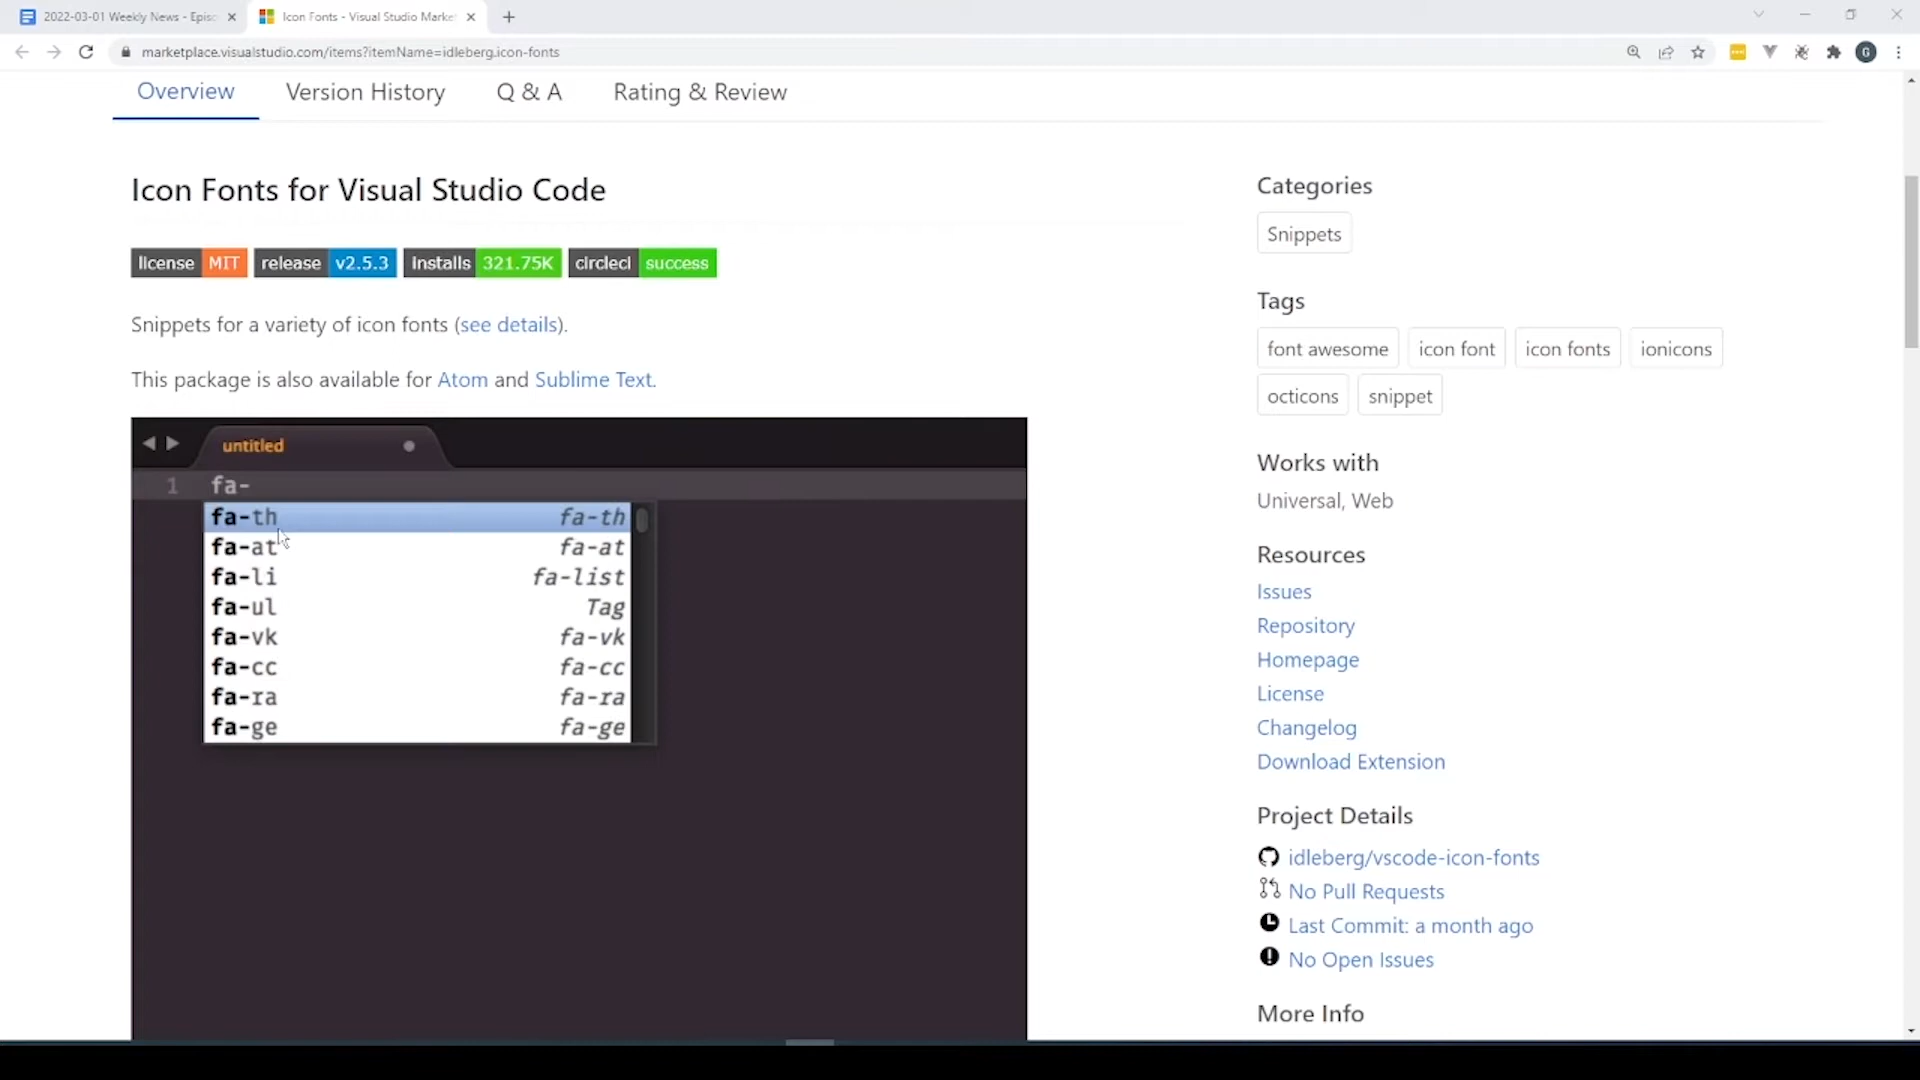 2022-03-01 Weekly News - Epis
Icon Fonts - Visual Studio Marke
marketplace.visualstudio.com/items?itemName=idleberg.icon-fonts
G
Overview
Version History
Q & A
Rating & Review
Icon Fonts for Visual Studio Code
license MIT release v2.5.3 installs 321.75K circleci success
Snippets for a variety of icon fonts (see details).
This package is also available for Atom and Sublime Text.
untitled
1 fa-
fa-th fa-th
fa-at fa-at
fa-li fa-list
fa-ul Tag
fa-vk fa-vk
fa-cc fa-cc
fa-ra fa-ra
fa-ge fa-ge
Categories
Snippets
Tags
font awesome icon font icon fonts ionicons
octicons snippet
Works with
Universal, Web
Resources
Issues
Repository
Homepage
License
Changelog
Download Extension
Project Details
idleberg/vscode-icon-fonts
No Pull Requests
Last Commit: a month ago
No Open Issues
More Info